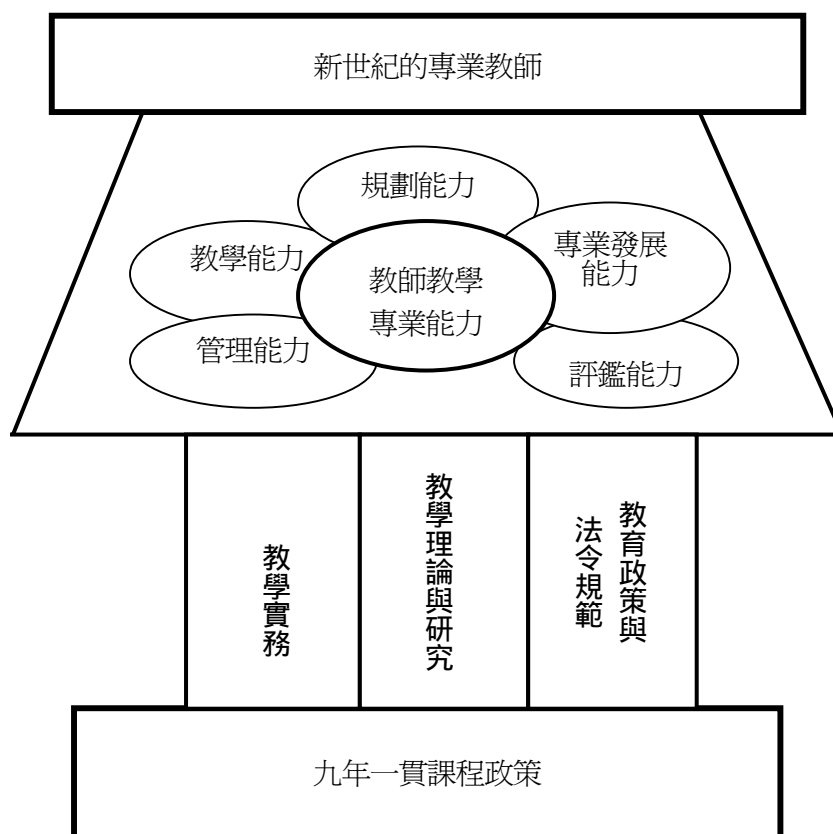 新世紀的專業教師
規劃能力
教學能力
專業發展
能力
教師教學
專業能力
管理能力
評鑑能力
教學實務
教學理論與研究
教育政策與
法令規範
九年一貫課程政策